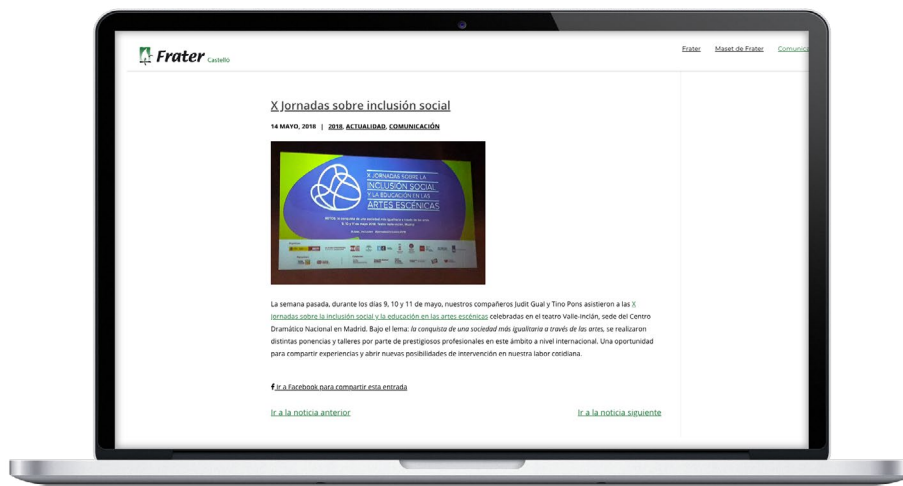 Frater Castelló
Frater Maset de Frater Comunica
X Jornadas sobre inclusión social
14 MAYO, 2018 | 2018, ACTUALIDAD, COMUNICACIÓN
X JORNADAS SOBRE LA
INCLUSIÓN SOCIAL
Y LA EDUCACIÓN EN LAS
ARTES ESCÉNICAS
La semana pasada, durante los días 9, 10 y 11 de mayo, nuestros compañeros Judit Gual y Tino Pons asistieron a las X
jornadas sobre la inclusión social y la educación en las artes escénicas celebradas en el teatro Valle-Inclán, sede del Centro
Dramático Nacional en Madrid. Bajo el lema: la conquista de una sociedad más igualitaria a través de las artes, se realizaron
distintas ponencias y talleres por parte de prestigiosos profesionales en este ámbito a nivel internacional. Una oportunidad
para compartir experiencias y abrir nuevas posibilidades de intervención en nuestra labor cotidiana.
f Ir a Facebook para compartir esta entrada
Ir a la noticia anterior Ir a la noticia siguiente